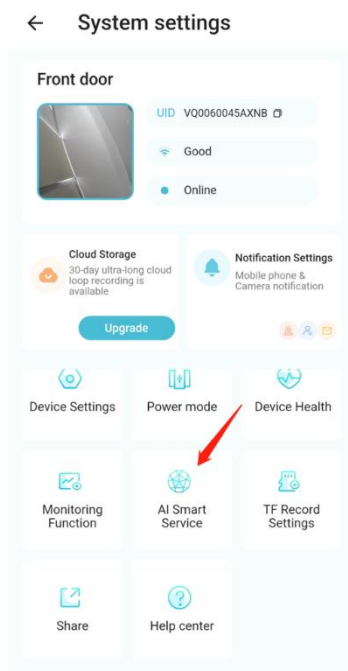 System settings
Front door
UID VQ0060045AXNB
Good
Online
Cloud Storage
30-day ultra-long cloud
loop recording is
available
Upgrade
Notification Settings
Mobile phone &
Camera notification
Device Settings
Power mode
Device Health
Monitoring
Function
AI Smart
Service
TF Record
Settings
Share
Help center